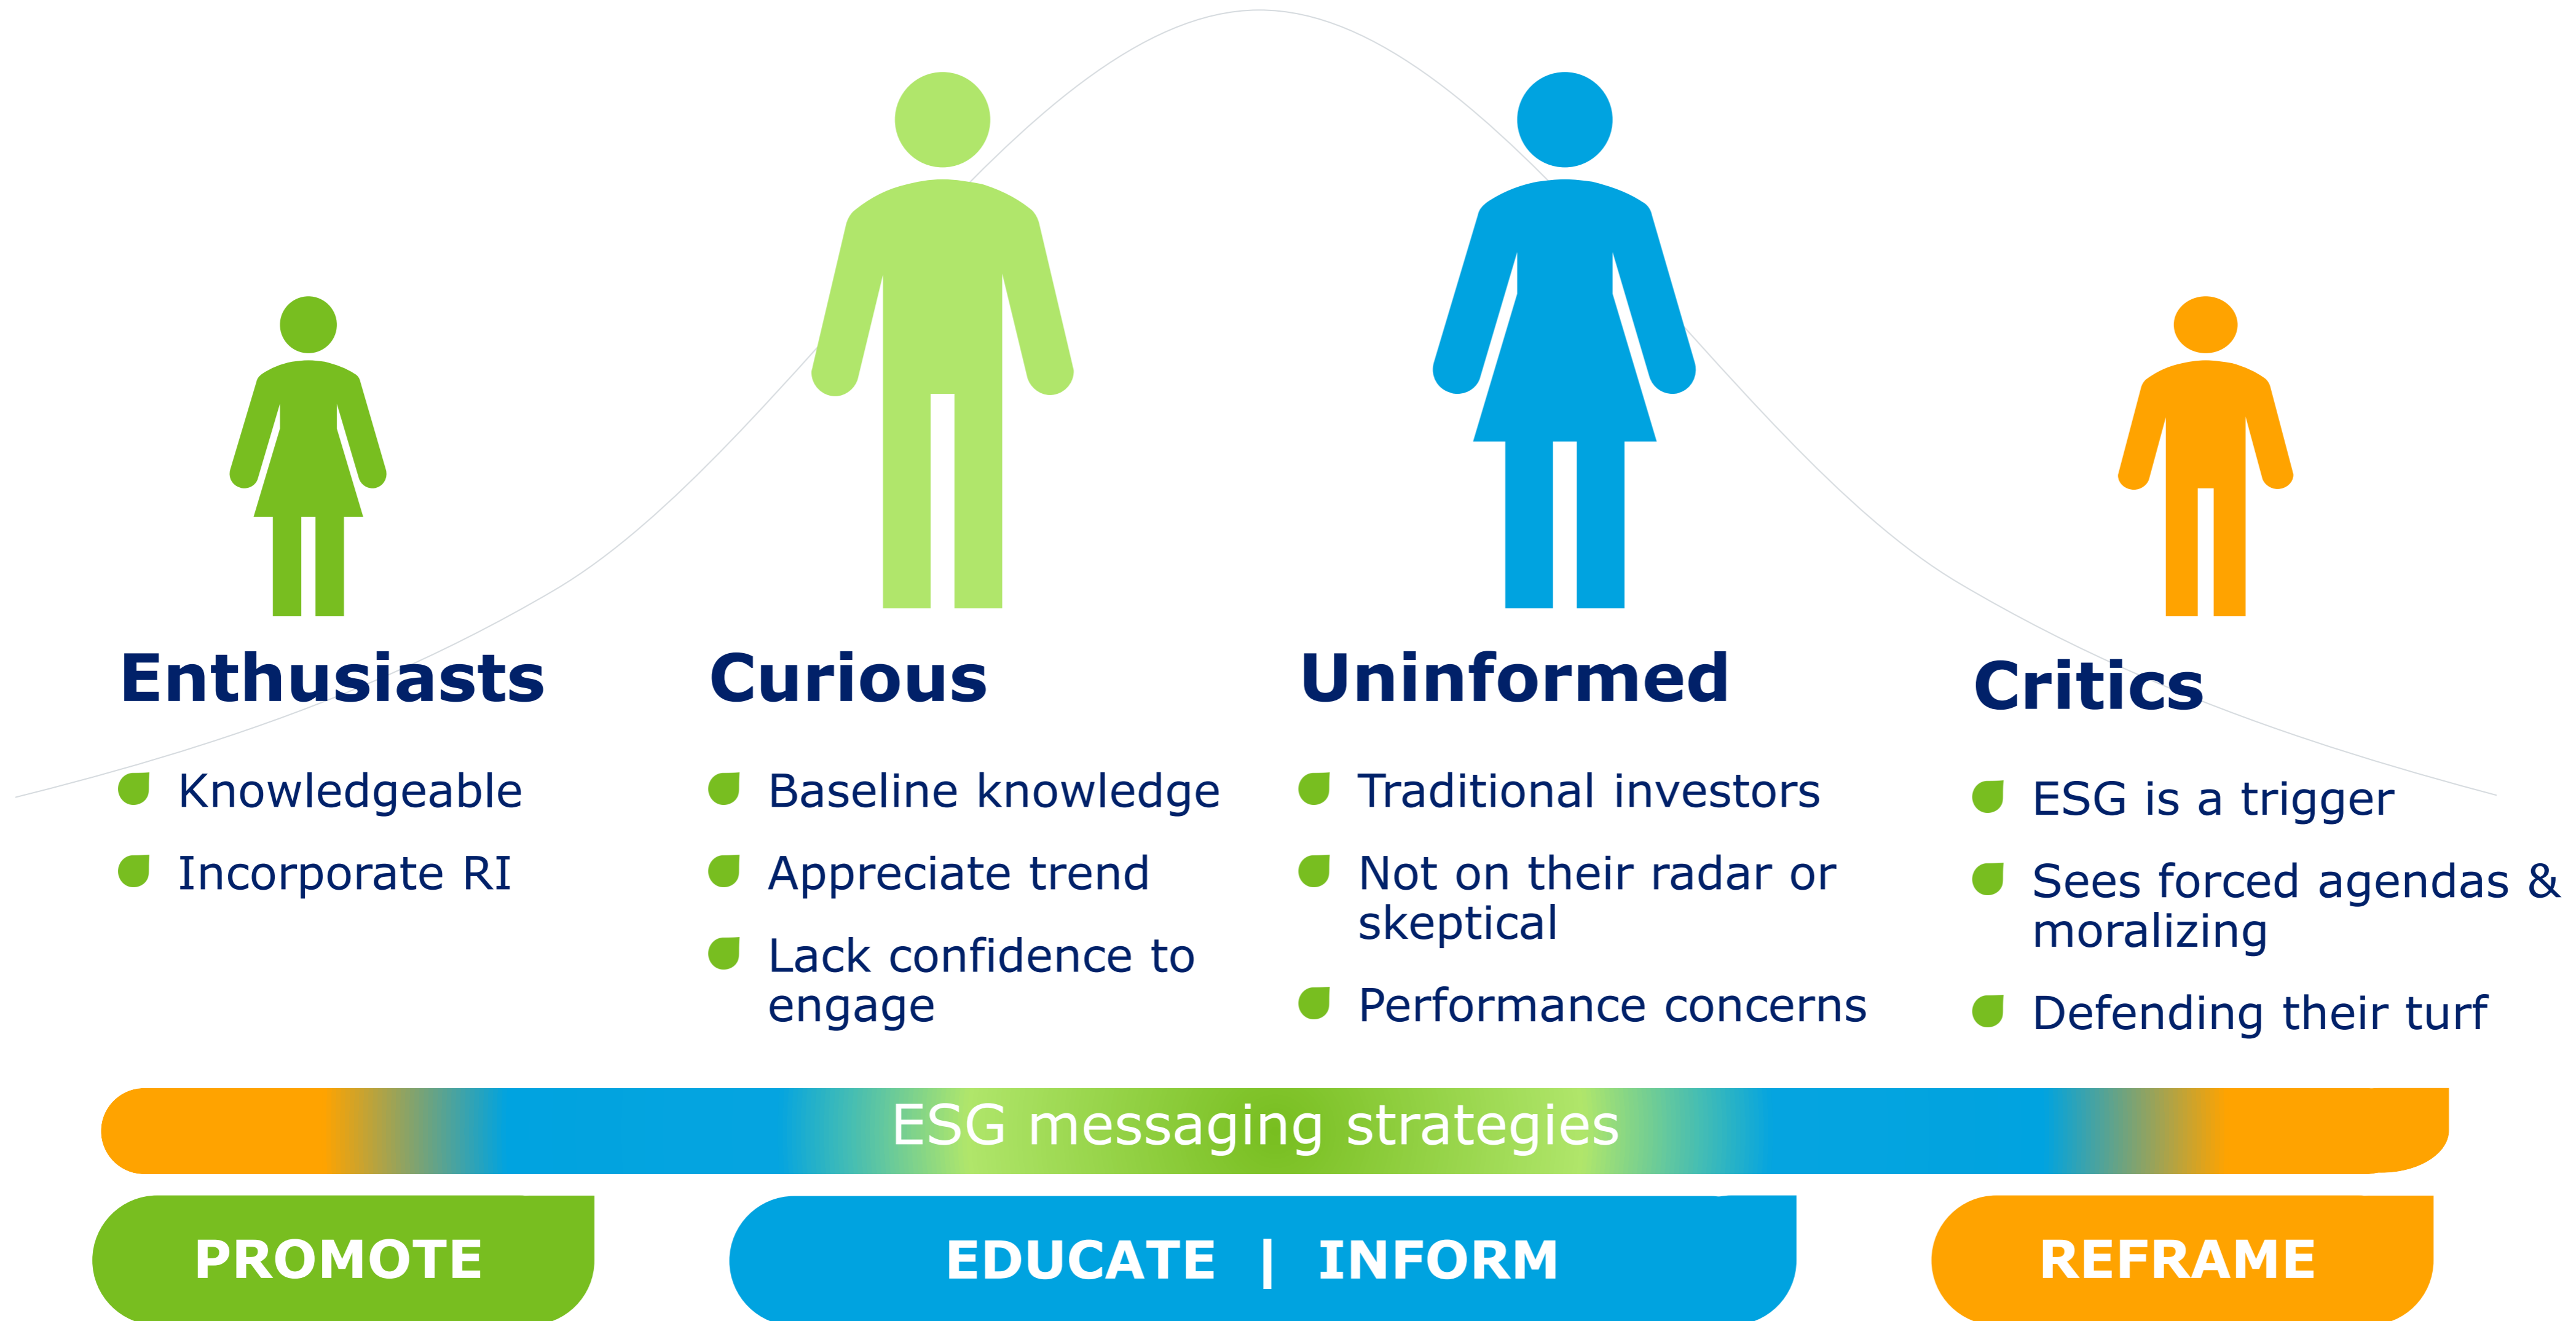 Enthusiasts
Knowledgeable
Incorporate RI
Curious
Baseline knowledge
Appreciate trend
Lack confidence to
engage
Uninformed
Traditional investors
Not on their radar or
skeptical
Performance concerns
Critics
ESG is a trigger
Sees forced agendas &
moralizing
Defending their turf
ESG messaging strategies
PROMOTE
EDUCATE | INFORM
REFRAME